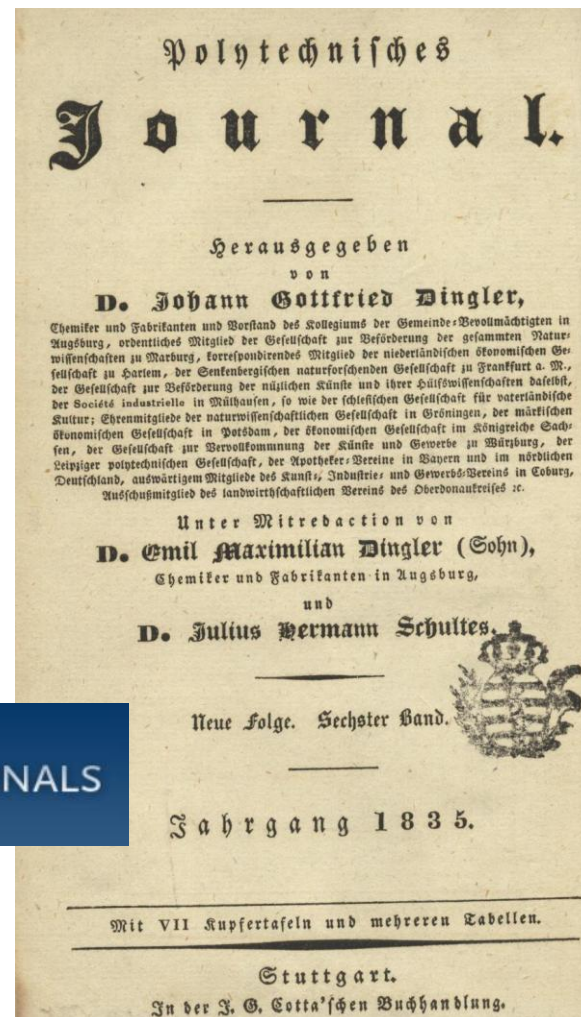 Polytechnisches
Journal.
Herausgegeben
von
D. Johann Gottfried Dingler,
Chemiker und Fabrikanten und Vorstand des Kollegiums der Gemeinde-Bevollmächtigten in
Augsburg, ordentliches Mitglied der Gesellschaft zur Beförderung der gesammten Natur-
wissenschaften zu Marburg, korrespondirendes Mitglied der niederländischen ökonomischen Ge-
sellschaft zu Harlem, der Senkenbergischen naturforschenden Gesellschaft zu Frankfurt a. M.,
der Gesellschaft zur Beförderung der nüzlichen Künste und ihrer Hülfswissenschaften daselbst,
der Societé industrielle in Mülhausen, so wie der schlesischen Gesellschaft für vaterländische
Kultur; Ehrenmitgliede der naturwissenschaftlichen Gesellschaft in Gröningen, der märkischen
ökonomischen Gesellschaft in Potsdam, der ökonomischen Gesellschaft im Königreiche Sach-
sen, der Gesellschaft zur Vervollkommnung der Künste und Gewerbe zu Würzburg, der
Leipziger polytechnischen Gesellschaft, der Apotheker-Vereine in Bayern und im nördlichen
Deutschland, auswärtigem Mitgliede des Kunst-, Industrie- und Gewerbs-Vereins in Coburg,
Ausschußmitglied des landwirthschaftlichen Vereins des Oberdonaukreises ꝛc.
Unter Mitredaction von
D. Emil Maximilian Dingler (Sohn),
Chemiker und Fabrikanten in Augsburg,
und
D. Julius Hermann Schultes.
Neue Folge. Sechster Band.
NALS
Jahrgang 1835.
Mit VII Kupfertafeln und mehreren Tabellen.
Stuttgart.
In der J. G. Cotta'schen Buchhandlung.